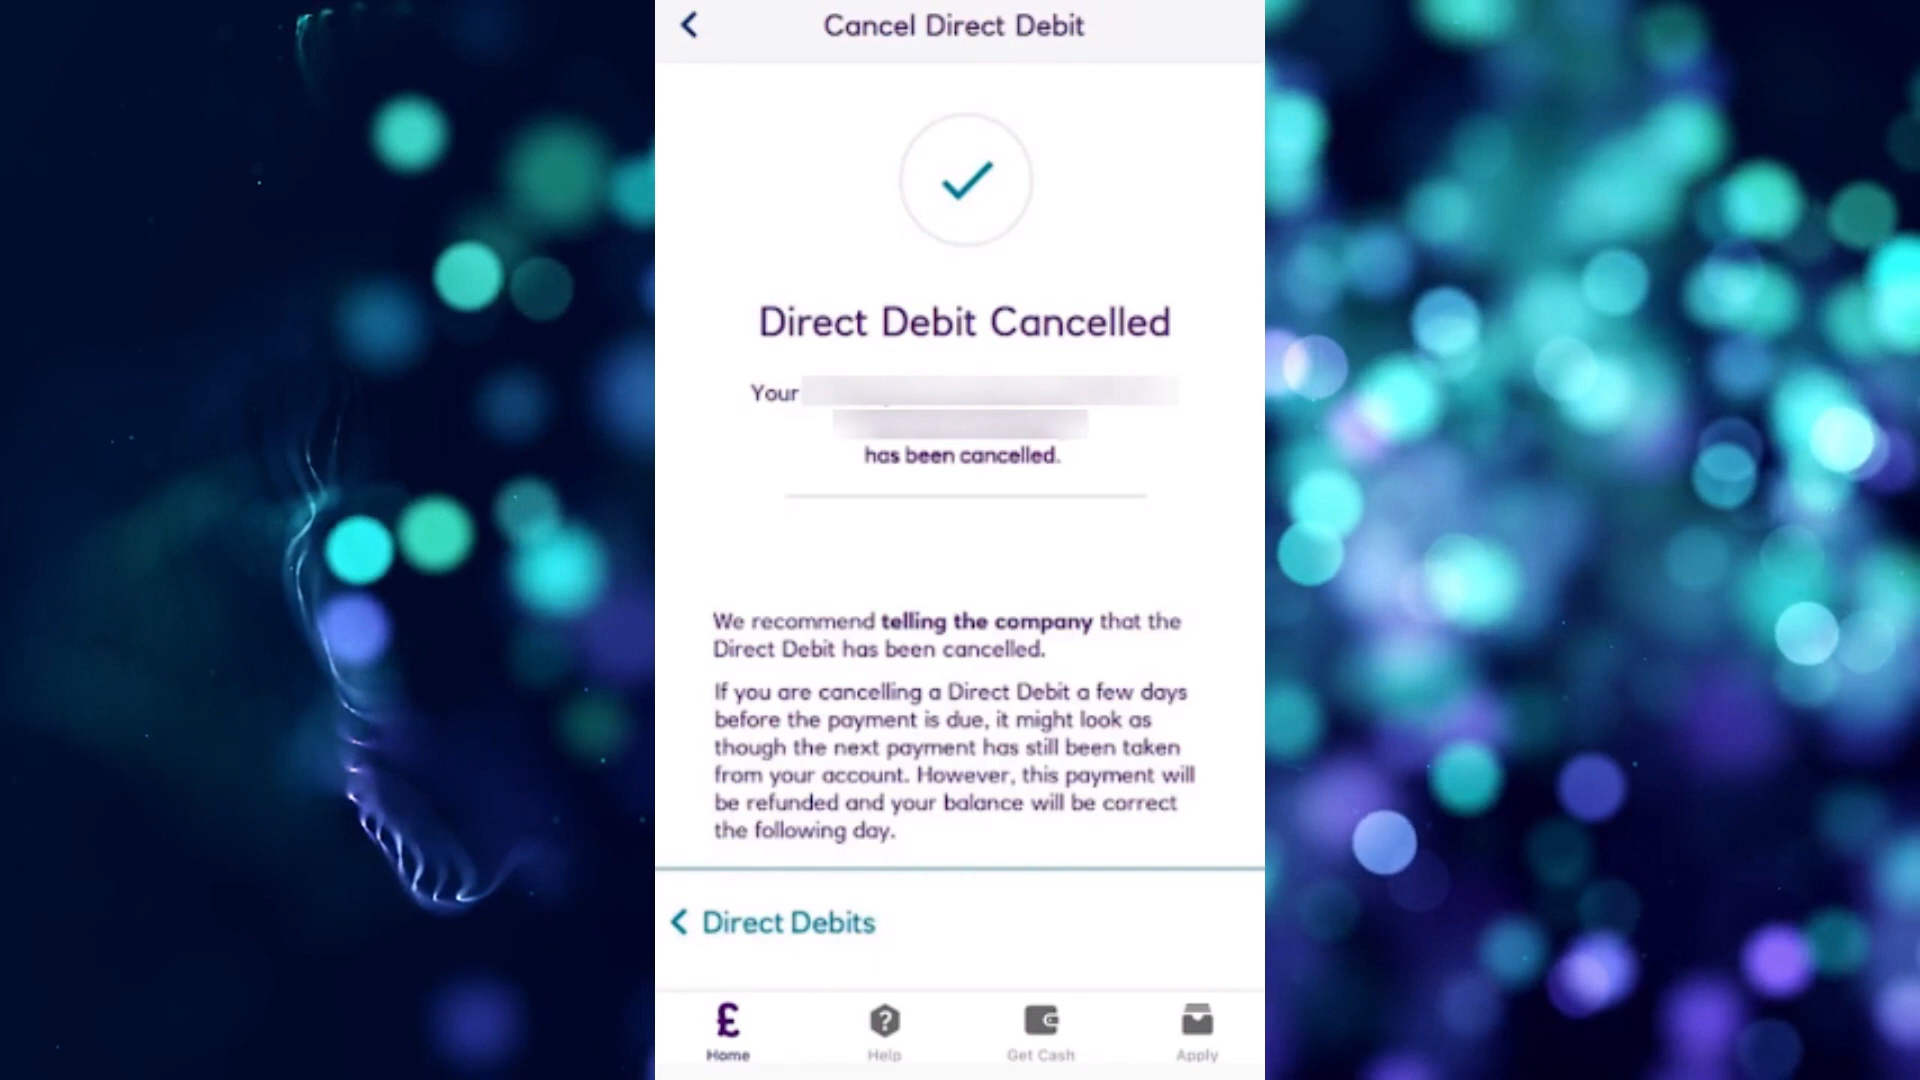 Cancel Direct Debit
Direct Debit Cancelled
Your
has been cancelled.
We recommend telling the company that the
Direct Debit has been cancelled.
If you are cancelling a Direct Debit a few days
before the payment is due, it might look as
though the next payment has still been taken
from your account. However, this payment will
be refunded and your balance will be correct
the following day.
Direct Debits
£
Home
Help
Get Cash
Apply